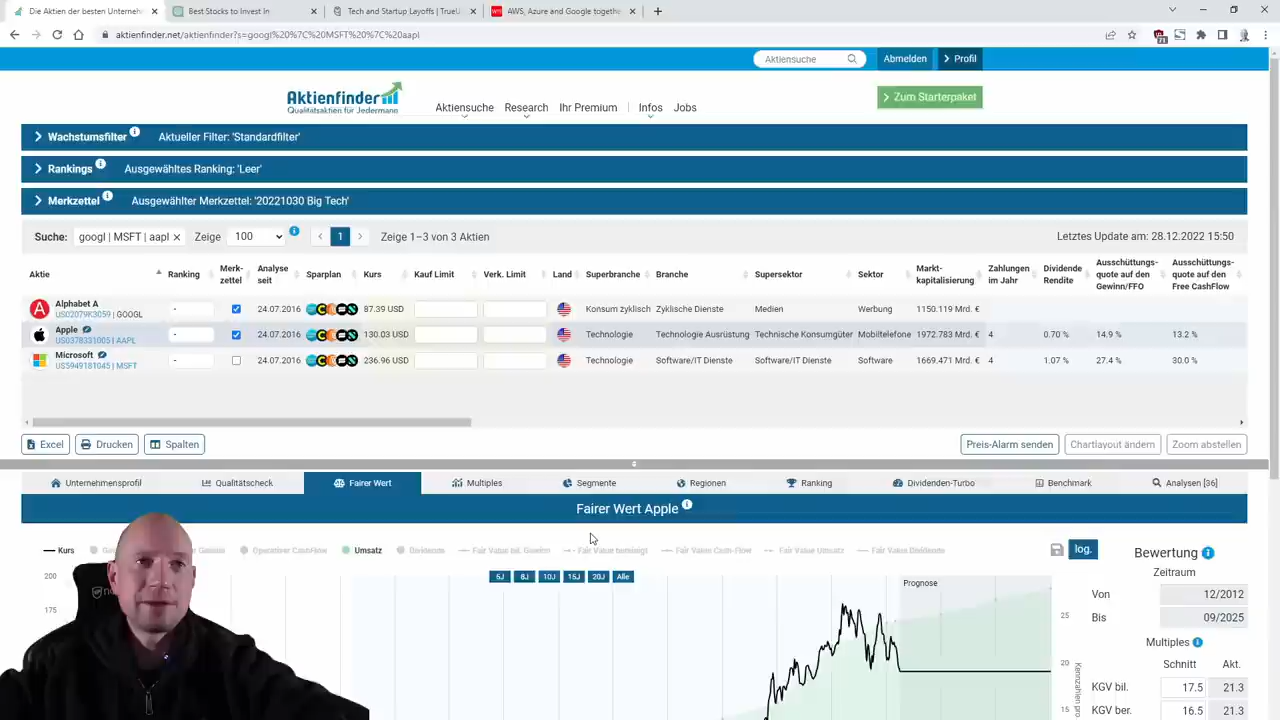 Die Aktien der besten Unternehm
Best Stocks to Invest in
Tech and Startup Layoffs | TrueU
AWS, Azure and Google togethe
aktienfinder.net/aktienfinder?s=googl%20%7C%20MSFT%20%7C%20aapl
Aktiensuche
Abmelden
Profil
Aktienfinder
Qualitätsaktien für Jedermann
Aktiensuche Research Ihr Premium Infos Jobs
Zum Starterpaket
Wachstumsfilter Aktueller Filter: 'Standardfilter'
Rankings Ausgewähltes Ranking: 'Leer'
Merkzettel Ausgewählter Merkzettel: '20221030 Big Tech'
Suche: googl | MSFT | aapl Zeige 100 1 Zeige 1–3 von 3 Aktien Letztes Update am: 28.12.2022 15:50
Aktie Ranking Merk-zettel Analyse seit Sparplan Kurs Kauf Limit Verk. Limit Land Superbranche Branche Supersektor Sektor Markt-kapitalisierung Zahlungen im Jahr Dividende Rendite Ausschüttungs-quote auf den Gewinn/FFO Ausschüttungs-quote auf den Free CashFlow
Alphabet A
US02079K3059 | GOOGL - 24.07.2016 87.39 USD Konsum zyklisch Zyklische Dienste Medien Werbung 1150.119 Mrd. €
Apple
US0378331005 | AAPL - 24.07.2016 130.03 USD Technologie Technologie Ausrüstung Technische Konsumgüter Mobiltelefone 1972.783 Mrd. € 4 0.70 % 14.9 % 13.2 %
Microsoft
US5949181045 | MSFT - 24.07.2016 236.96 USD Technologie Software/IT Dienste Software/IT Dienste Software 1669.471 Mrd. € 4 1.07 % 27.4 % 30.0 %
Excel Drucken Spalten Preis-Alarm senden Chartlayout ändern Zoom abstellen
Unternehmensprofil Qualitätscheck Fairer Wert Multiples Segmente Regionen Ranking Dividenden-Turbo Benchmark Analysen [36]
Fairer Wert Apple
Kurs Operativer CashFlow Umsatz Dividende Fair Value bil. Gewinn Fair Value bereinigt Fair Value Cash-Flow Fair Value Umsatz Fair Value Dividende
log.
Bewertung
Zeitraum
200
5J 8J 10J 15J 20J Alle
Prognose
Von 12/2012
175
25
Bis 09/2025
Multiples
20
Schnitt Akt.
KGV bil. 17.5 21.3
15
KGV ber. 16.5 21.3